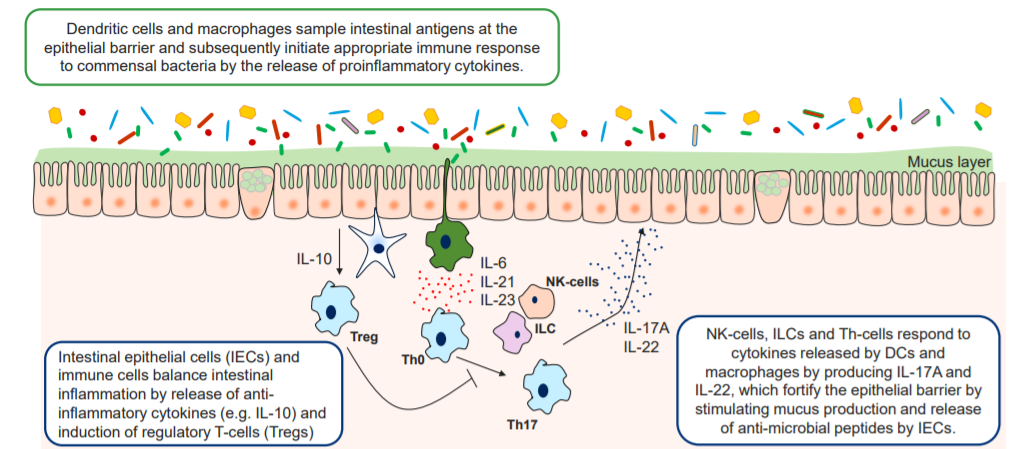 Dendritic cells and macrophages sample intestinal antigens at the
epithelial barrier and subsequently initiate appropriate immune response
to commensal bacteria by the release of proinflammatory cytokines.
Mucus layer
IL-10
IL-6
IL-21
IL-23
NK-cells
ILC
Treg
Th0
IL-17A
IL-22
Th17
Intestinal epithelial cells (IECs) and
immune cells balance intestinal
inflammation by release of anti-
inflammatory cytokines (e.g. IL-10) and
induction of regulatory T-cells (Tregs)
NK-cells, ILCs and Th-cells respond to
cytokines released by DCs and
macrophages by producing IL-17A and
IL-22, which fortify the epithelial barrier by
stimulating mucus production and release
of anti-microbial peptides by IECs.